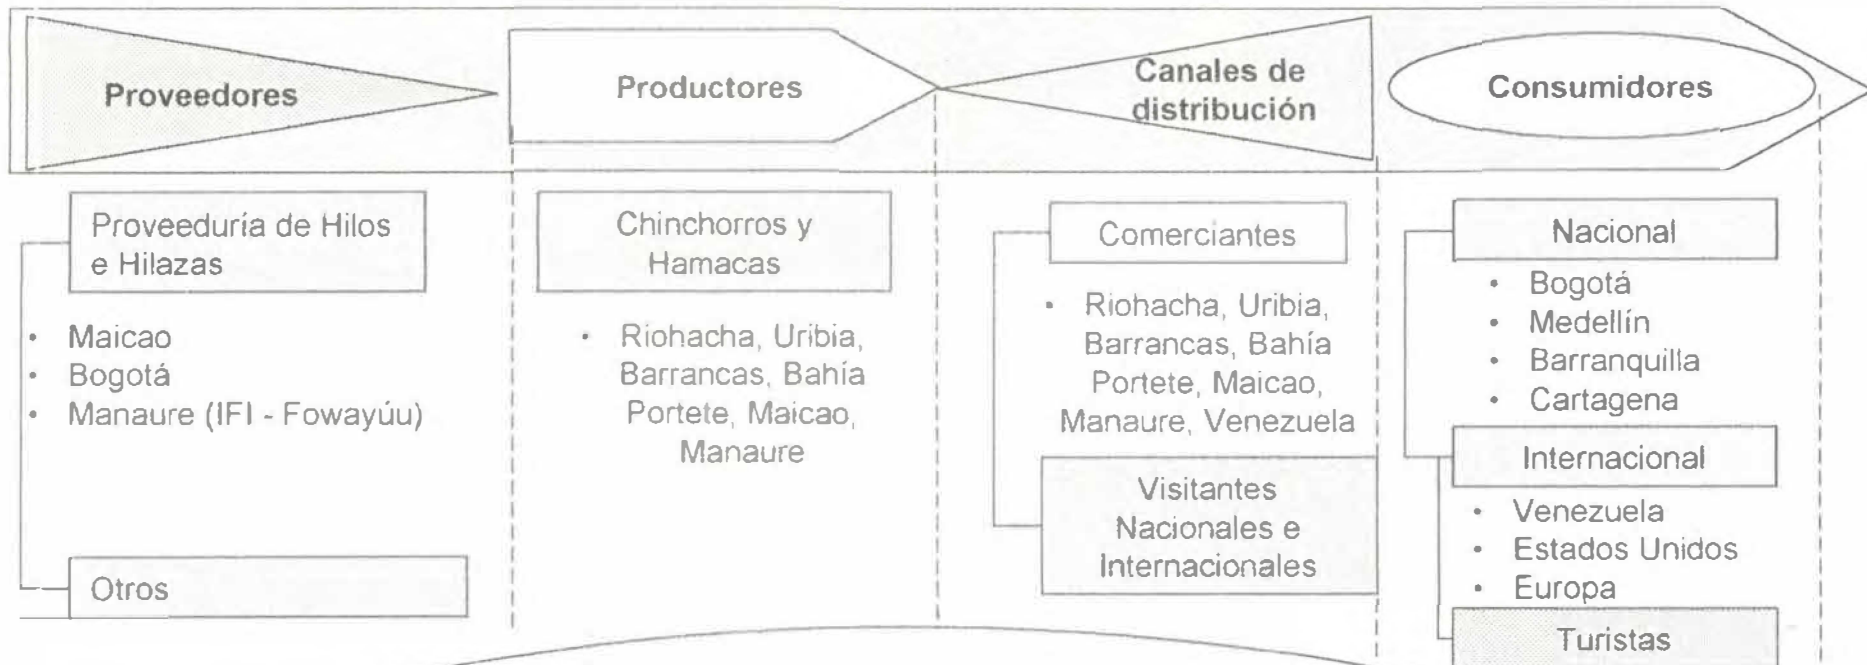 Proveedores
Productores
Canales de
distribución
Consumidores
Proveeduría de Hilos
e Hilazas
• Maicao
• Bogotá
• Manaure (IFI - Fowayúu)
Otros
Chinchorros y
Hamacas
• Riohacha, Uribia,
Barrancas, Bahía
Portete, Maicao,
Manaure
Comerciantes
• Riohacha, Uribia,
Barrancas, Bahía
Portete, Maicao,
Manaure, Venezuela
Visitantes
Nacionales e
Internacionales
Nacional
• Bogotá
• Medellín
• Barranquilla
• Cartagena
Internacional
• Venezuela
• Estados Unidos
• Europa
Turistas